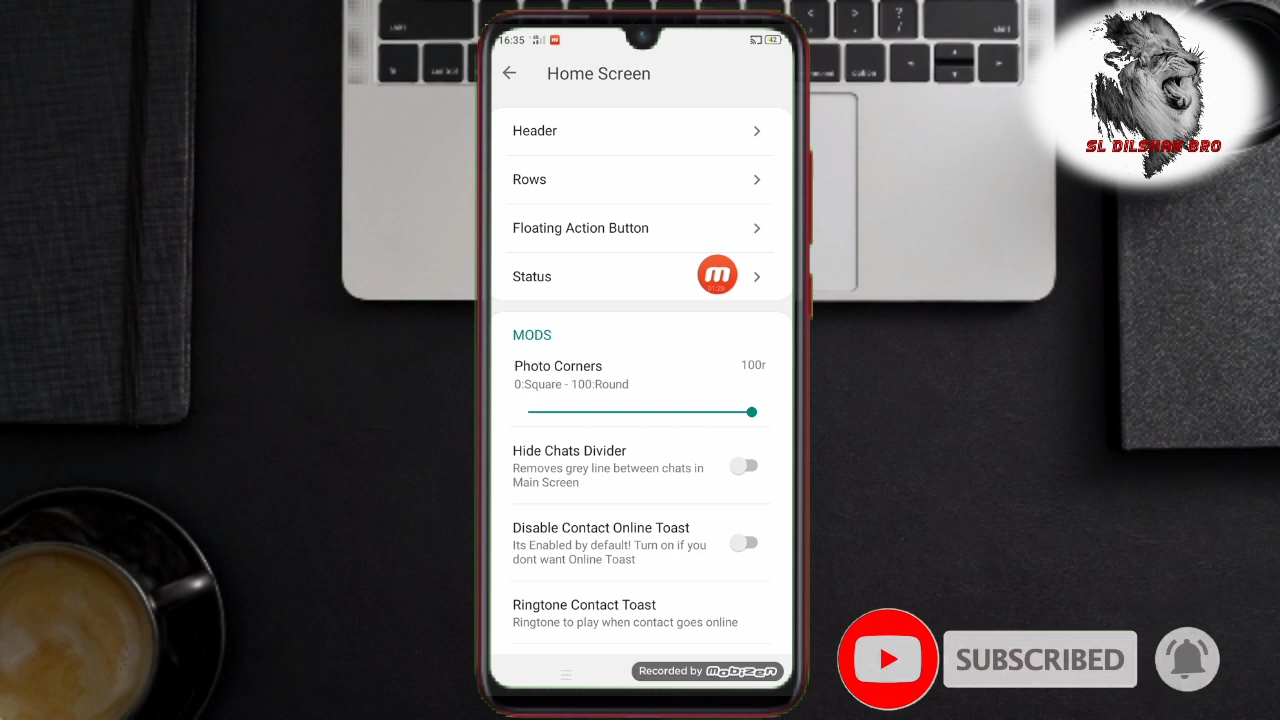 16:35
42
Home Screen
Header
Rows
Floating Action Button
Status
m
01:28
MODS
Photo Corners
100r
0:Square - 100:Round
Hide Chats Divider
Removes grey line between chats in
Main Screen
Disable Contact Online Toast
Its Enabled by default! Turn on if you
dont want Online Toast
Ringtone Contact Toast
Ringtone to play when contact goes online
Recorded by mobizen
SL DILSHAN BRO
SUBSCRIBED